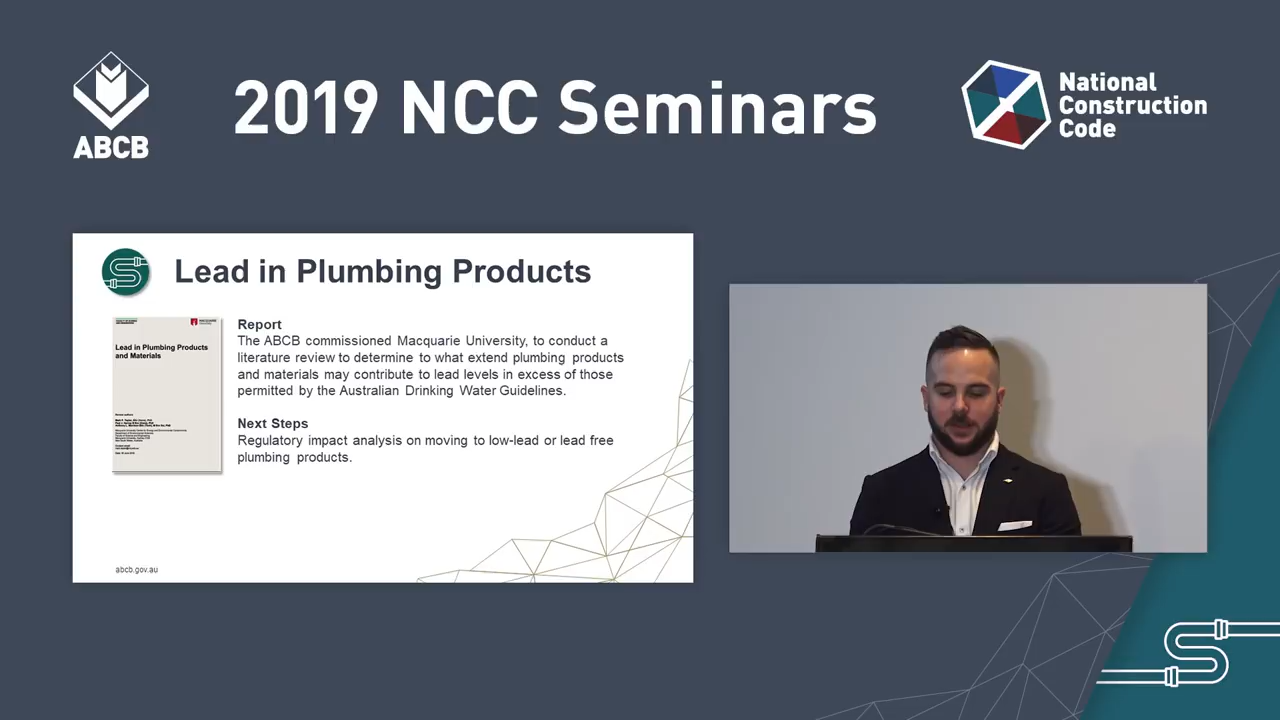 ABCB
2019 NCC Seminars
National
Construction
Code
Lead in Plumbing Products
Lead in Plumbing Products
and Materials
Report
The ABCB commissioned Macquarie University, to conduct a
literature review to determine to what extend plumbing products
and materials may contribute to lead levels in excess of those
permitted by the Australian Drinking Water Guidelines.
Next Steps
Regulatory impact analysis on moving to low-lead or lead free
plumbing products.
abcb.gov.au